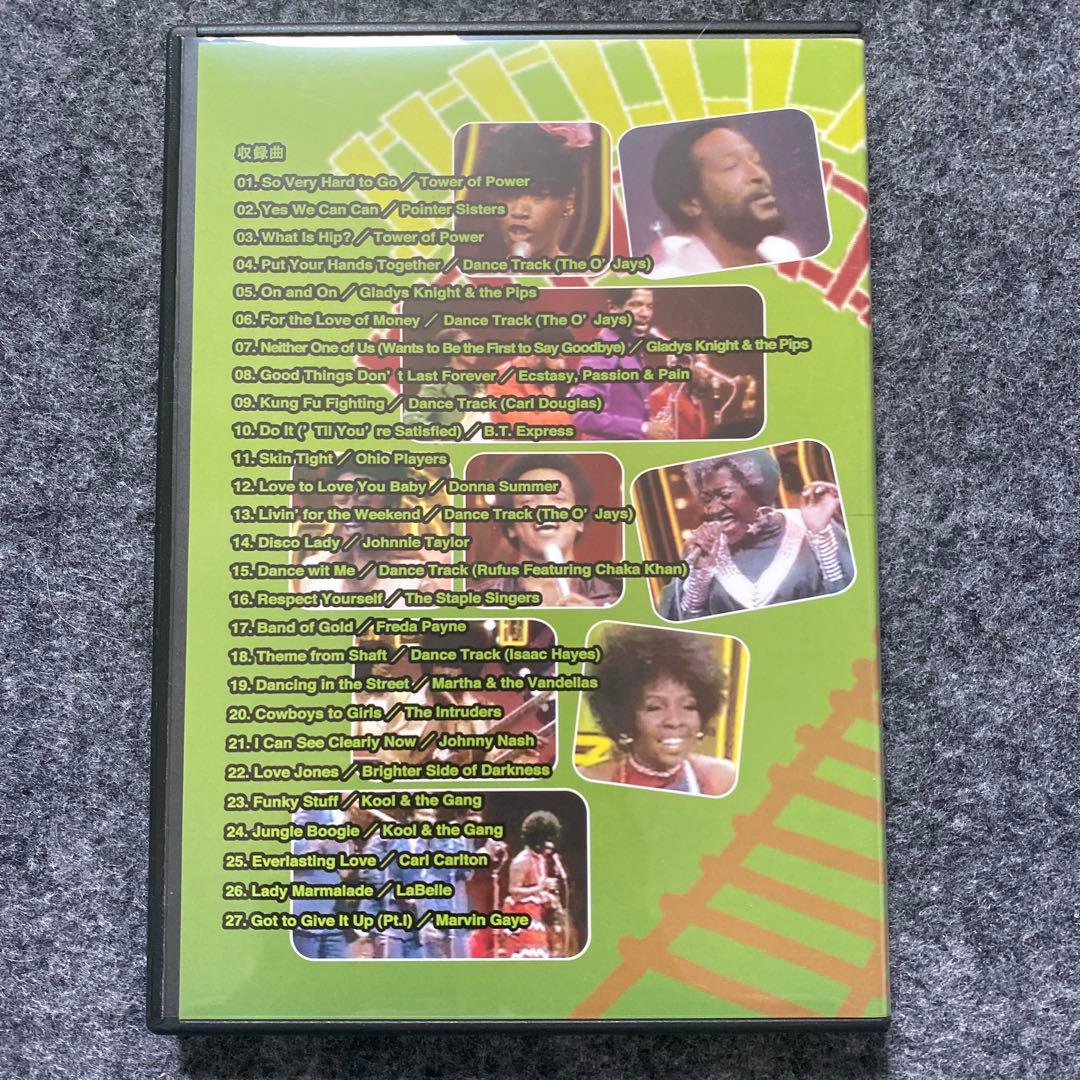 収録曲
01. So Very Hard to Go／Tower of Power
02. Yes We Can Can／Pointer Sisters
03. What Is Hip?／Tower of Power
04. Put Your Hands Together／Dance Track (The O' Jays)
05. On and On／Gladys Knight & the Pips
06. For the Love of Money／Dance Track (The O' Jays)
07. Neither One of Us (Wants to Be the First to Say Goodbye)／Gladys Knight & the Pips
08. Good Things Don' t Last Forever／Ecstasy, Passion & Pain
09. Kung Fu Fighting／Dance Track (Carl Douglas)
10. Do It (' Til You' re Satisfied)／B.T. Express
11. Skin Tight／Ohio Players
12. Love to Love You Baby／Donna Summer
13. Livin' for the Weekend／Dance Track (The O' Jays)
14. Disco Lady／Johnnie Taylor
15. Dance wit Me／Dance Track (Rufus Featuring Chaka Khan)
16. Respect Yourself／The Staple Singers
17. Band of Gold／Freda Payne
18. Theme from Shaft／Dance Track (Isaac Hayes)
19. Dancing in the Street／Martha & the Vandellas
20. Cowboys to Girls／The Intruders
21. I Can See Clearly Now／Johnny Nash
22. Love Jones／Brighter Side of Darkness
23. Funky Stuff／Kool & the Gang
24. Jungle Boogie／Kool & the Gang
25. Everlasting Love／Carl Carlton
26. Lady Marmalade／LaBelle
27. Got to Give It Up (Pt.I)／Marvin Gaye